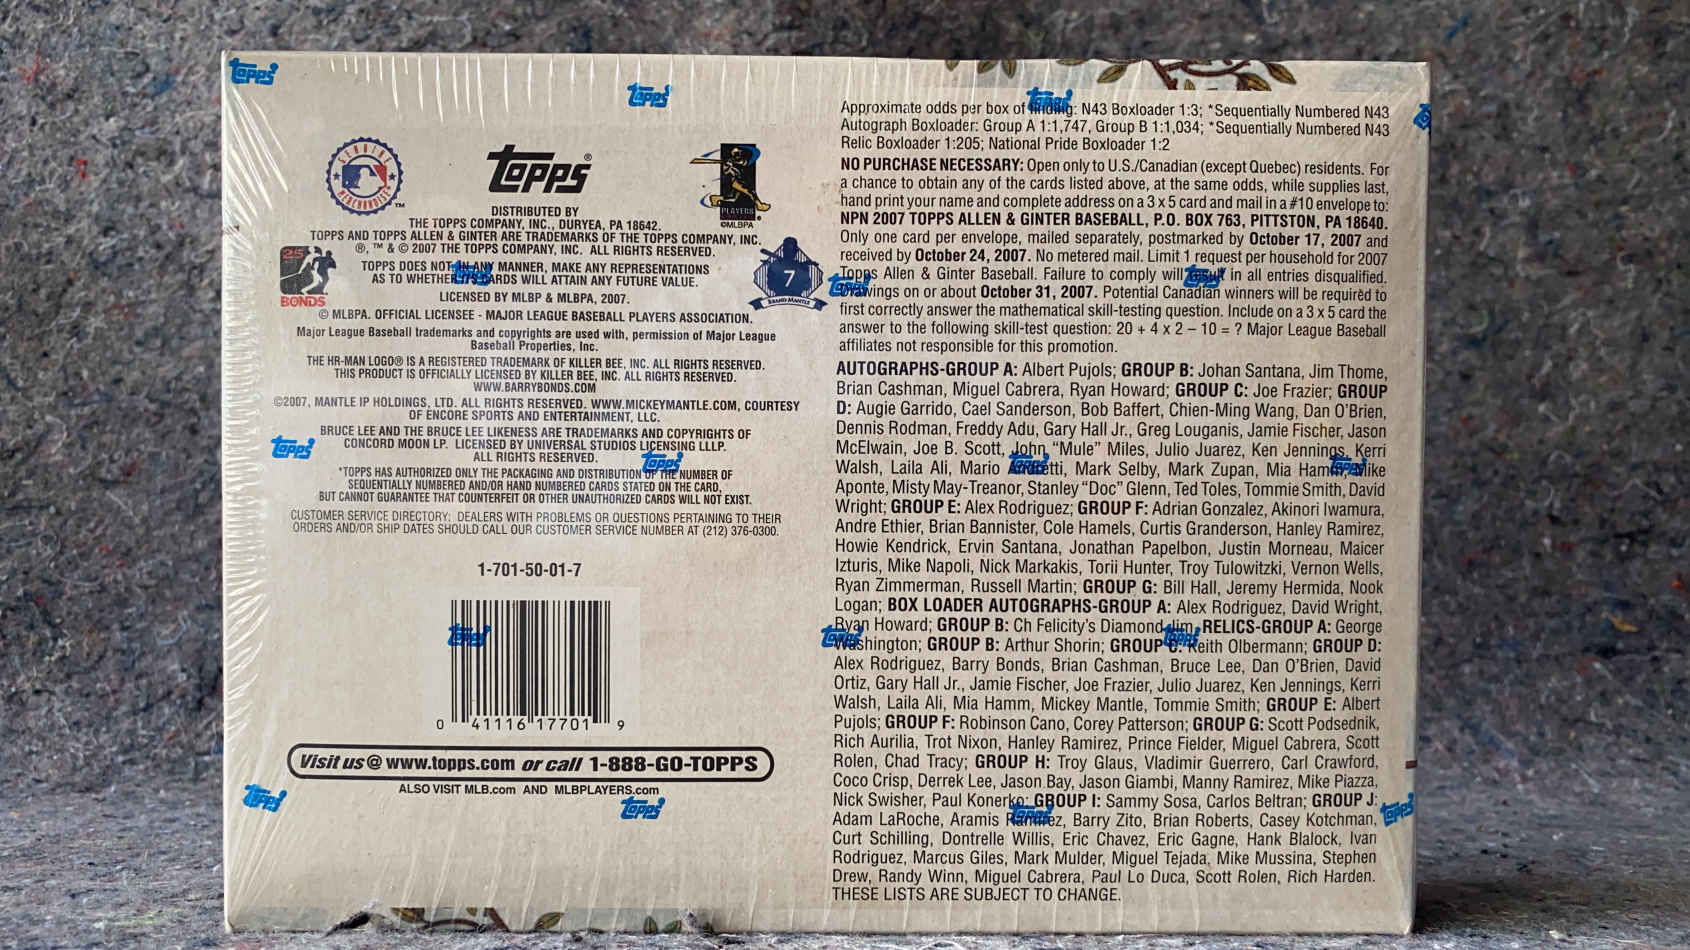 GENUINE
MERCHANDISE
™
Topps®
PLAYERS
©MLBPA
DISTRIBUTED BY
THE TOPPS COMPANY, INC., DURYEA, PA 18642.
TOPPS AND TOPPS ALLEN & GINTER ARE TRADEMARKS OF THE TOPPS COMPANY, INC.
®, ™ & © 2007 THE TOPPS COMPANY, INC. ALL RIGHTS RESERVED.
25
BONDS
TOPPS DOES NOT, IN ANY MANNER, MAKE ANY REPRESENTATIONS
AS TO WHETHER ITS CARDS WILL ATTAIN ANY FUTURE VALUE.
7
LICENSED BY MLBP & MLBPA, 2007.
© MLBPA. OFFICIAL LICENSEE - MAJOR LEAGUE BASEBALL PLAYERS ASSOCIATION.
Major League Baseball trademarks and copyrights are used with, permission of Major League
Baseball Properties, Inc.
THE HR-MAN LOGO® IS A REGISTERED TRADEMARK OF KILLER BEE, INC. ALL RIGHTS RESERVED.
THIS PRODUCT IS OFFICIALLY LICENSED BY KILLER BEE, INC. ALL RIGHTS RESERVED.
WWW.BARRYBONDS.COM
©2007, MANTLE IP HOLDINGS, LTD. ALL RIGHTS RESERVED. WWW.MICKEYMANTLE.COM, COURTESY
OF ENCORE SPORTS AND ENTERTAINMENT, LLC.
BRUCE LEE AND THE BRUCE LEE LIKENESS ARE TRADEMARKS AND COPYRIGHTS OF
CONCORD MOON LP. LICENSED BY UNIVERSAL STUDIOS LICENSING LLLP.
ALL RIGHTS RESERVED.
*TOPPS HAS AUTHORIZED ONLY THE PACKAGING AND DISTRIBUTION OF THE NUMBER OF
SEQUENTIALLY NUMBERED AND/OR HAND NUMBERED CARDS STATED ON THE CARD,
BUT CANNOT GUARANTEE THAT COUNTERFEIT OR OTHER UNAUTHORIZED CARDS WILL NOT EXIST.
CUSTOMER SERVICE DIRECTORY: DEALERS WITH PROBLEMS OR QUESTIONS PERTAINING TO THEIR
ORDERS AND/OR SHIP DATES SHOULD CALL OUR CUSTOMER SERVICE NUMBER AT (212) 376-0300.
1-701-50-01-7
0 41116 17701 9
Visit us @ www.topps.com or call 1-888-GO-TOPPS
ALSO VISIT MLB.com AND MLBPLAYERS.com
Approximate odds per box of finding: N43 Boxloader 1:3; *Sequentially Numbered N43
Autograph Boxloader: Group A 1:1,747, Group B 1:1,034; *Sequentially Numbered N43
Relic Boxloader 1:205; National Pride Boxloader 1:2
NO PURCHASE NECESSARY: Open only to U.S./Canadian (except Quebec) residents. For
a chance to obtain any of the cards listed above, at the same odds, while supplies last,
hand print your name and complete address on a 3 x 5 card and mail in a #10 envelope to:
NPN 2007 TOPPS ALLEN & GINTER BASEBALL, P.O. BOX 763, PITTSTON, PA 18640.
Only one card per envelope, mailed separately, postmarked by October 17, 2007 and
received by October 24, 2007. No metered mail. Limit 1 request per household for 2007
Topps Allen & Ginter Baseball. Failure to comply will result in all entries disqualified.
Drawings on or about October 31, 2007. Potential Canadian winners will be required to
first correctly answer the mathematical skill-testing question. Include on a 3 x 5 card the
answer to the following skill-test question: 20 + 4 x 2 – 10 = ? Major League Baseball
affiliates not responsible for this promotion.
AUTOGRAPHS-GROUP A: Albert Pujols; GROUP B: Johan Santana, Jim Thome,
Brian Cashman, Miguel Cabrera, Ryan Howard; GROUP C: Joe Frazier; GROUP
D: Augie Garrido, Cael Sanderson, Bob Baffert, Chien-Ming Wang, Dan O'Brien,
Dennis Rodman, Freddy Adu, Gary Hall Jr., Greg Louganis, Jamie Fischer, Jason
McElwain, Joe B. Scott, John "Mule" Miles, Julio Juarez, Ken Jennings, Kerri
Walsh, Laila Ali, Mario Andretti, Mark Selby, Mark Zupan, Mia Hamm, Mike
Aponte, Misty May-Treanor, Stanley "Doc" Glenn, Ted Toles, Tommie Smith, David
Wright; GROUP E: Alex Rodriguez; GROUP F: Adrian Gonzalez, Akinori Iwamura,
Andre Ethier, Brian Bannister, Cole Hamels, Curtis Granderson, Hanley Ramirez,
Howie Kendrick, Ervin Santana, Jonathan Papelbon, Justin Morneau, Maicer
Izturis, Mike Napoli, Nick Markakis, Torii Hunter, Troy Tulowitzki, Vernon Wells,
Ryan Zimmerman, Russell Martin; GROUP G: Bill Hall, Jeremy Hermida, Nook
Logan; BOX LOADER AUTOGRAPHS-GROUP A: Alex Rodriguez, David Wright,
Ryan Howard; GROUP B: Ch Felicity's Diamond Jim. RELICS-GROUP A: George
Washington; GROUP B: Arthur Shorin; GROUP C: Keith Olbermann; GROUP D:
Alex Rodriguez, Barry Bonds, Brian Cashman, Bruce Lee, Dan O'Brien, David
Ortiz, Gary Hall Jr., Jamie Fischer, Joe Frazier, Julio Juarez, Ken Jennings, Kerri
Walsh, Laila Ali, Mia Hamm, Mickey Mantle, Tommie Smith; GROUP E: Albert
Pujols; GROUP F: Robinson Cano, Corey Patterson; GROUP G: Scott Podsednik,
Rich Aurilia, Trot Nixon, Hanley Ramirez, Prince Fielder, Miguel Cabrera, Scott
Rolen, Chad Tracy; GROUP H: Troy Glaus, Vladimir Guerrero, Carl Crawford,
Coco Crisp, Derrek Lee, Jason Bay, Jason Giambi, Manny Ramirez, Mike Piazza,
Nick Swisher, Paul Konerko; GROUP I: Sammy Sosa, Carlos Beltran; GROUP J:
Adam LaRoche, Aramis Ramirez, Barry Zito, Brian Roberts, Casey Kotchman,
Curt Schilling, Dontrelle Willis, Eric Chavez, Eric Gagne, Hank Blalock, Ivan
Rodriguez, Marcus Giles, Mark Mulder, Miguel Tejada, Mike Mussina, Stephen
Drew, Randy Winn, Miguel Cabrera, Paul Lo Duca, Scott Rolen, Rich Harden.
THESE LISTS ARE SUBJECT TO CHANGE.